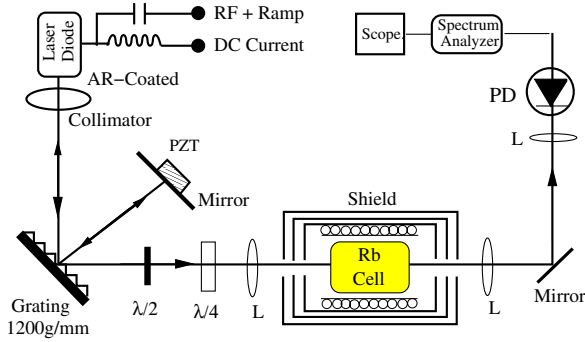 Laser
Diode
RF + Ramp
DC Current
AR−Coated
Collimator
Scope.
Spectrum
Analyzer
PD
L
PZT
Mirror
Shield
Rb
Cell
Grating
1200g/mm
λ/2
λ/4
L
L
Mirror